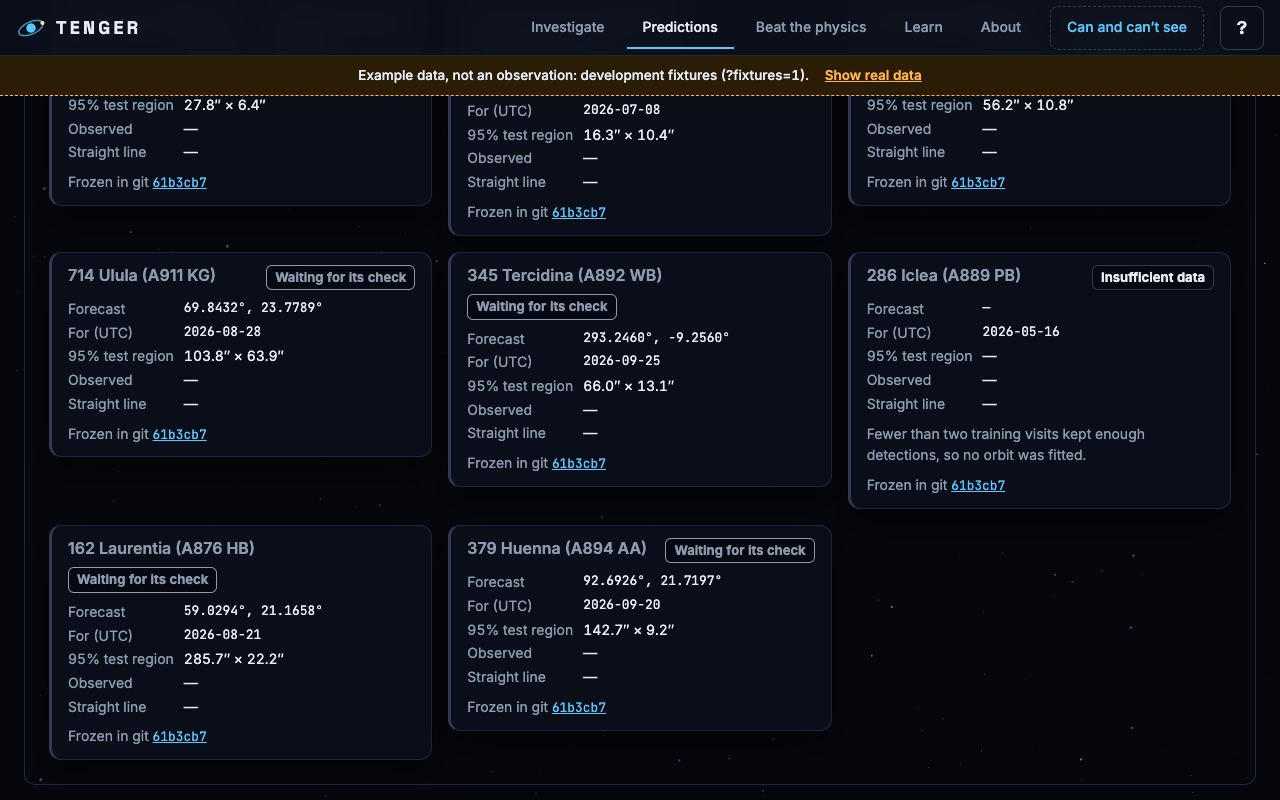 TENGER
Investigate
Predictions
Beat the physics
Learn
About
Can and can't see
?
Example data, not an observation: development fixtures (?fixtures=1). Show real data
95% test region 27.8″ × 6.4″
Observed —
Straight line —
Frozen in git 61b3cb7
For (UTC) 2026-07-08
95% test region 16.3″ × 10.4″
Observed —
Straight line —
Frozen in git 61b3cb7
95% test region 56.2″ × 10.8″
Observed —
Straight line —
Frozen in git 61b3cb7
714 Ulula (A911 KG)
Waiting for its check
Forecast 69.8432°, 23.7789°
For (UTC) 2026-08-28
95% test region 103.8″ × 63.9″
Observed —
Straight line —
Frozen in git 61b3cb7
345 Tercidina (A892 WB)
Waiting for its check
Forecast 293.2460°, -9.2560°
For (UTC) 2026-09-25
95% test region 66.0″ × 13.1″
Observed —
Straight line —
Frozen in git 61b3cb7
286 Iclea (A889 PB)
Insufficient data
Forecast —
For (UTC) 2026-05-16
95% test region —
Observed —
Straight line —
Fewer than two training visits kept enough
detections, so no orbit was fitted.
Frozen in git 61b3cb7
162 Laurentia (A876 HB)
Waiting for its check
Forecast 59.0294°, 21.1658°
For (UTC) 2026-08-21
95% test region 285.7″ × 22.2″
Observed —
Straight line —
Frozen in git 61b3cb7
379 Huenna (A894 AA)
Waiting for its check
Forecast 92.6926°, 21.7197°
For (UTC) 2026-09-20
95% test region 142.7″ × 9.2″
Observed —
Straight line —
Frozen in git 61b3cb7